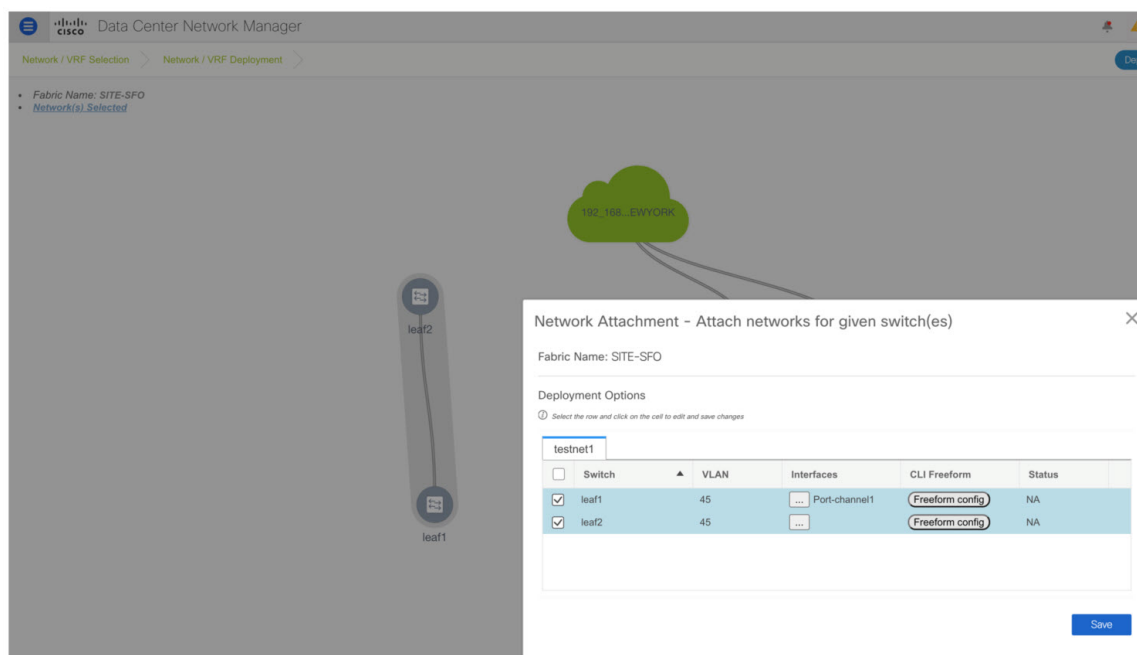 CISCO Data Center Network Manager
Network / VRF Selection Network / VRF Deployment
Fabric Name: SITE-SFO
Network(s) Selected
192_168...EWYORK
leaf2
leaf1
Network Attachment - Attach networks for given switch(es)
Fabric Name: SITE-SFO
Deployment Options
Select the row and click on the cell to edit and save changes
testnet1
Switch VLAN Interfaces CLI Freeform Status
leaf1 45 ... Port-channel1 Freeform config NA
leaf2 45 ... Freeform config NA
Save